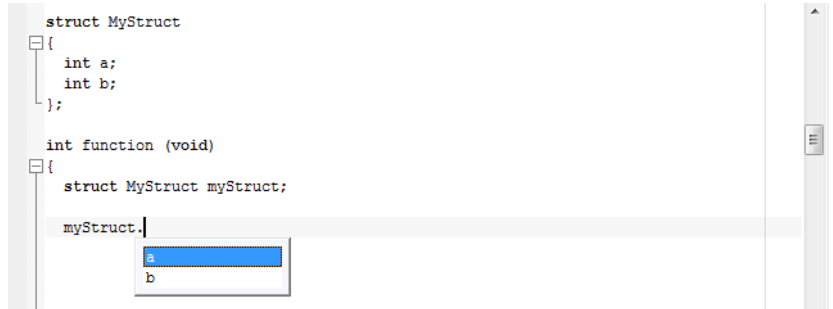 struct MyStruct
{
int a;
int b;
};
int function (void)
{
struct MyStruct myStruct;
myStruct.
a
b